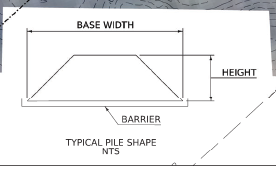 BASE WIDTH
HEIGHT
BARRIER
TYPICAL PILE SHAPE
NTS